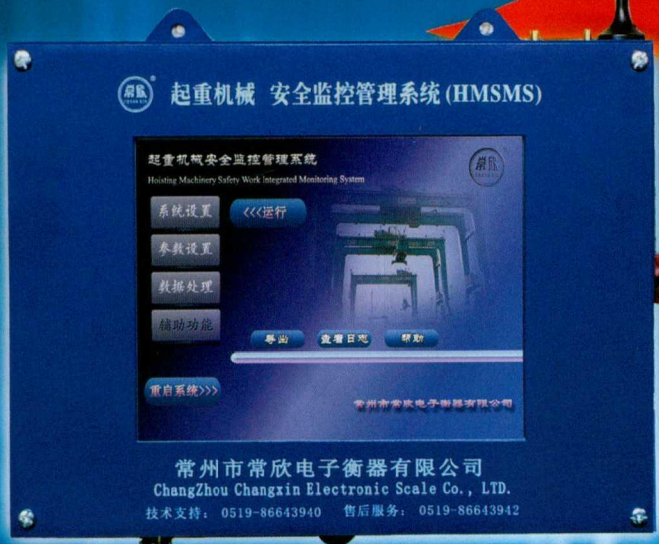 常欣® 起重机械 安全监控管理系统(HMSMS)
起重机械安全监控管理系统
Hoisting Machinery Safety Work Integrated Monitoring System
常欣
系统设置
<<<运行
参数设置
数据处理
辅助功能
导出 查看日志 帮助
重启系统>>>
常州市常欣电子衡器有限公司
常州市常欣电子衡器有限公司
ChangZhou Changxin Electronic Scale Co., LTD.
技术支持: 0519-86643940 售后服务: 0519-86643942